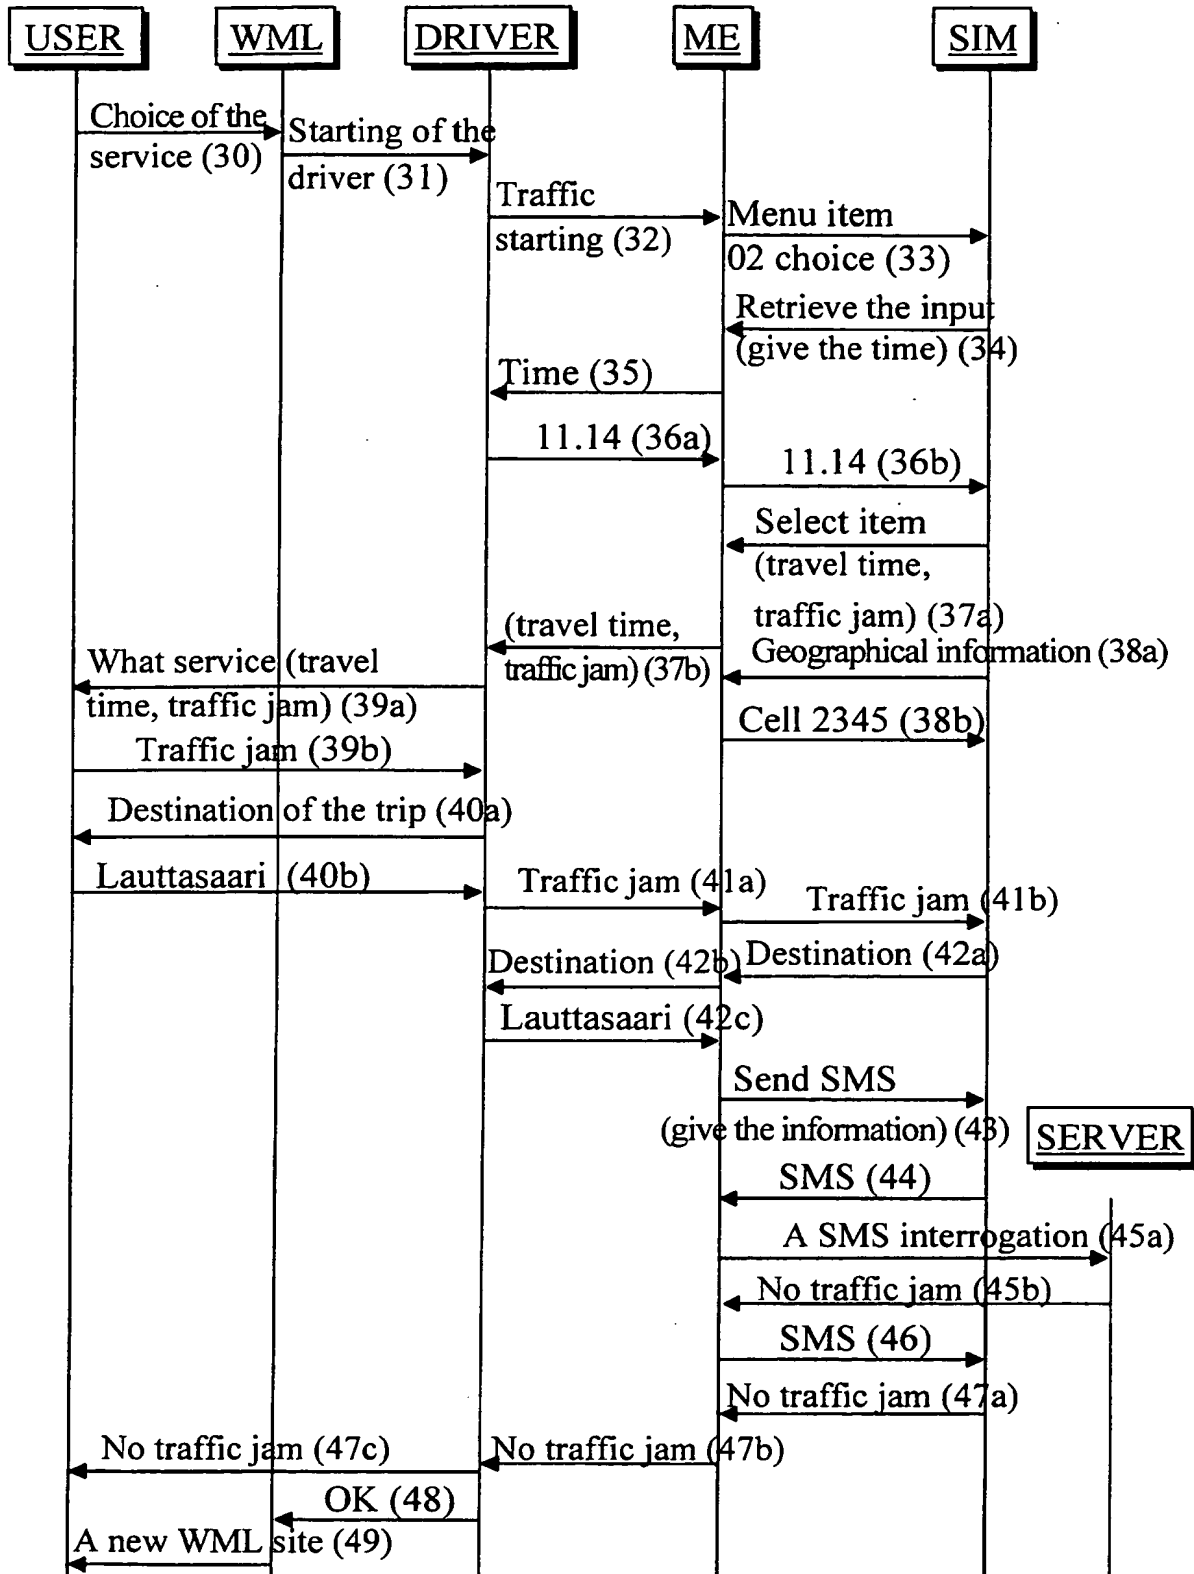 USER
WML
DRIVER
ME
SIM
Choice of the
service (30)
Starting of the
driver (31)
Traffic
starting (32)
Menu item
02 choice (33)
Retrieve the input
(give the time) (34)
Time (35)
11.14 (36a)
11.14 (36b)
Select item
(travel time,
traffic jam) (37a)
(travel time,
traffic jam) (37b)
Geographical information (38a)
What service (travel
time, traffic jam) (39a)
Cell 2345 (38b)
Traffic jam (39b)
Destination of the trip (40a)
Lauttasaari (40b)
Traffic jam (41a)
Traffic jam (41b)
Destination (42a)
Destination (42b)
Lauttasaari (42c)
Send SMS
(give the information) (43)
SERVER
SMS (44)
A SMS interrogation (45a)
No traffic jam (45b)
SMS (46)
No traffic jam (47a)
No traffic jam (47b)
No traffic jam (47c)
OK (48)
A new WML site (49)